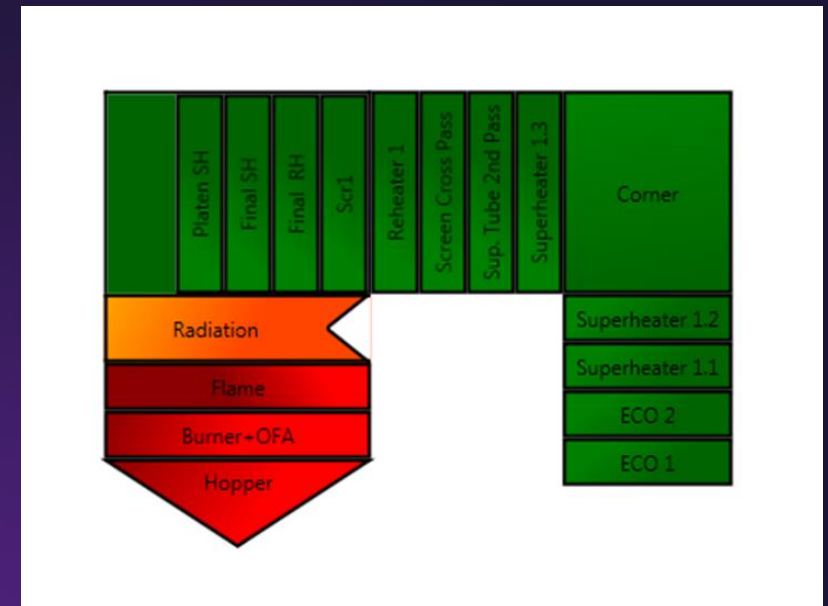 Platen SH
Final SH
Final RH
Scr1
Reheater 1
Screen Cross Pass
Sup. Tube 2nd Pass
Superheater 1.3
Corner
Radiation
Superheater 1.2
Superheater 1.1
Flame
ECO 2
Burner+OFA
ECO 1
Hopper